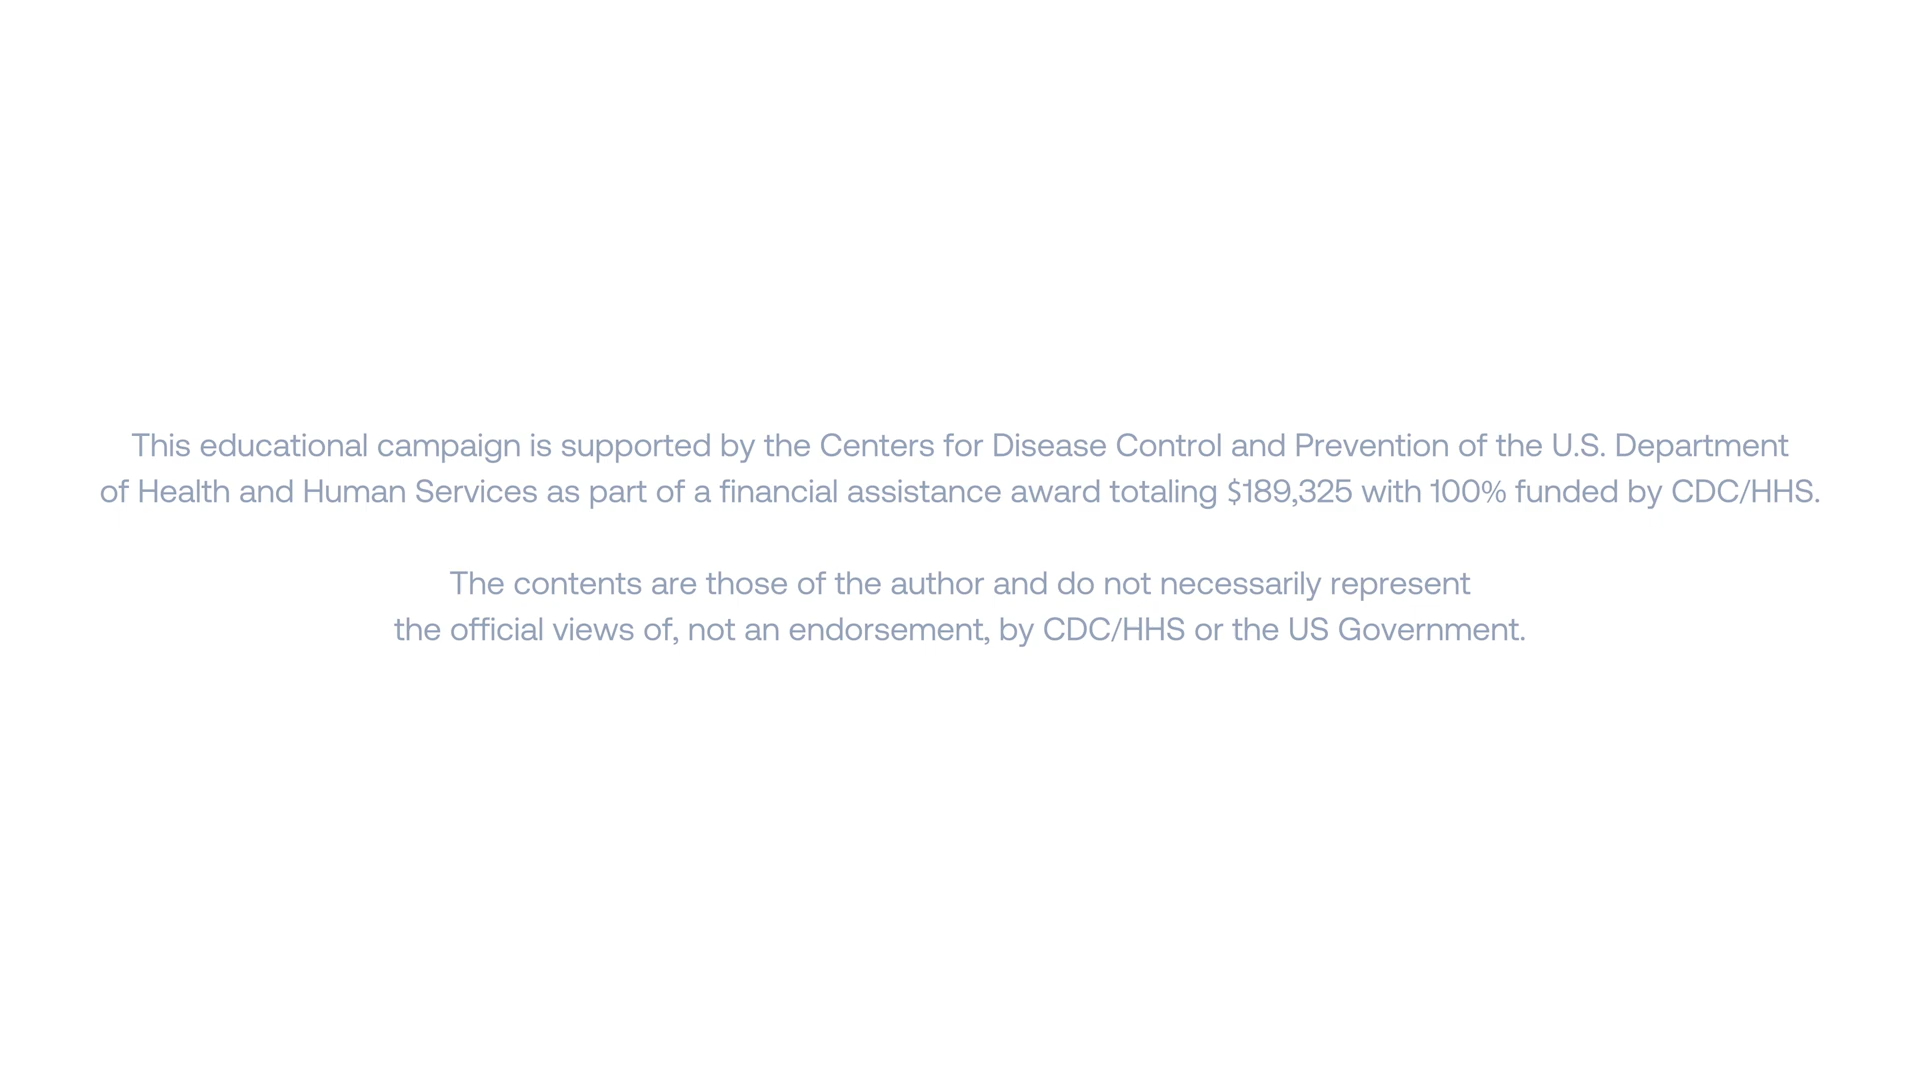 This educational campaign is supported by the Centers for Disease Control and Prevention of the U.S. Department
of Health and Human Services as part of a financial assistance award totaling $189,325 with 100% funded by CDC/HHS.
The contents are those of the author and do not necessarily represent
the official views of, not an endorsement, by CDC/HHS or the US Government.